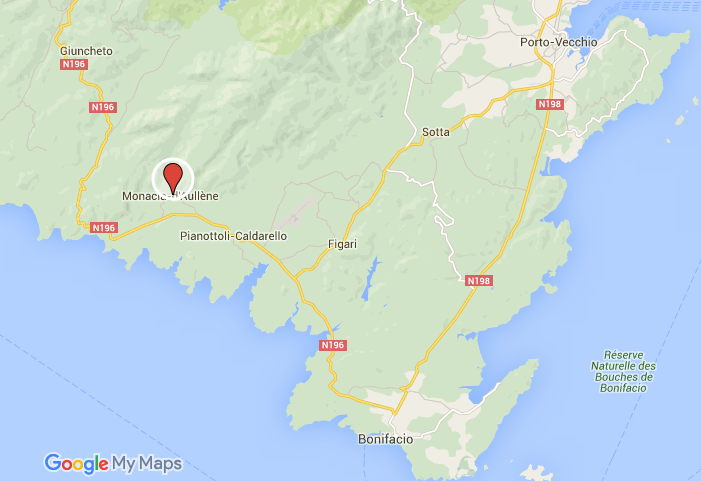 Porto-Vecchio
Giuncheto
N196
N196
N198
Sotta
Monacia-d'Aullène
N196
Pianottoli-Caldarello
Figari
N198
N196
Réserve
Naturelle des
Bouches de
Bonifacio
Bonifacio
Google My Maps